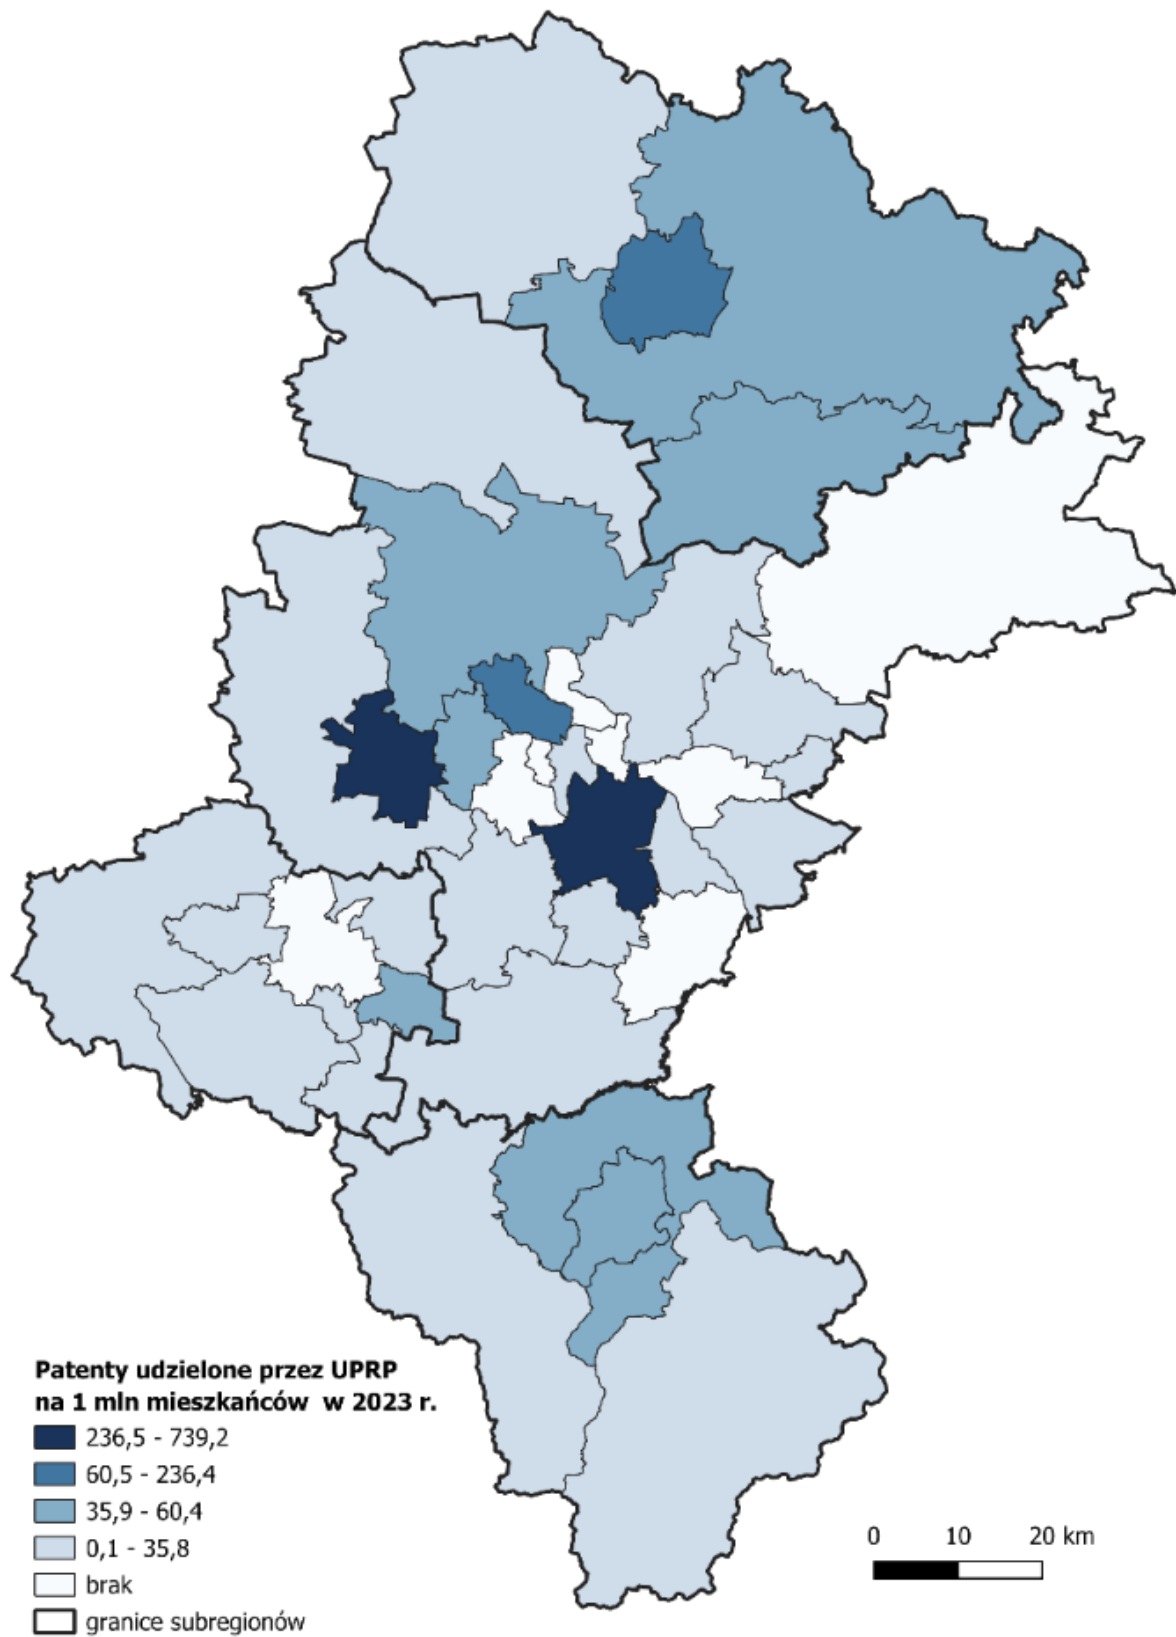 Patenty udzielone przez UPRP
na 1 mln mieszkańców w 2023 r.
236,5 - 739,2
60,5 - 236,4
35,9 - 60,4
0,1 - 35,8
brak
granice subregionów
0 10 20 km